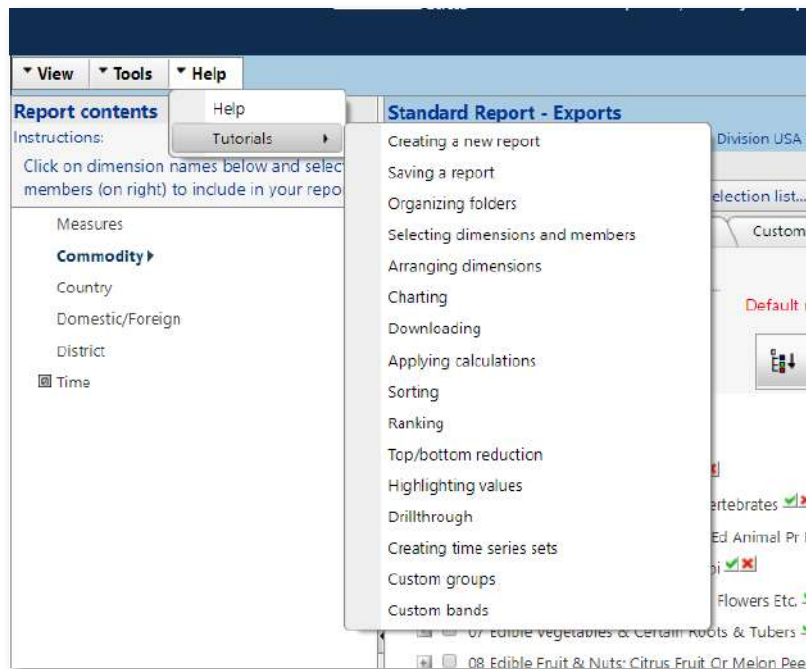 View
Tools
Help
Report contents
Help
Standard Report - Exports
Instructions:
Tutorials
Creating a new report
Division USA
Click on dimension names below and selec
Saving a report
members (on right) to include in your repo
election list...
Organizing folders
Measures
Selecting dimensions and members
Custom
Commodity
Arranging dimensions
Country
Charting
Default
Domestic/Foreign
Downloading
District
Applying calculations
Time
Sorting
Ranking
Top/bottom reduction
Highlighting values
ertebrates
Drillthrough
Ed Animal Pr
Creating time series sets
Custom groups
Flowers Etc.
Custom bands
07 Edible Vegetables & Certain Roots & Tubers
08 Edible Fruit & Nuts; Citrus Fruit Or Melon Pee